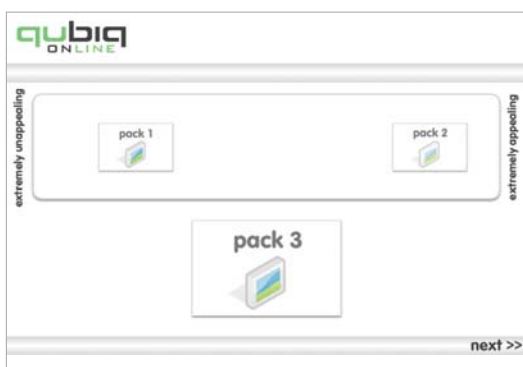 qubiq
ONLINE
extremely unappealing
pack 1
pack 2
extremely appealing
pack 3
next >>